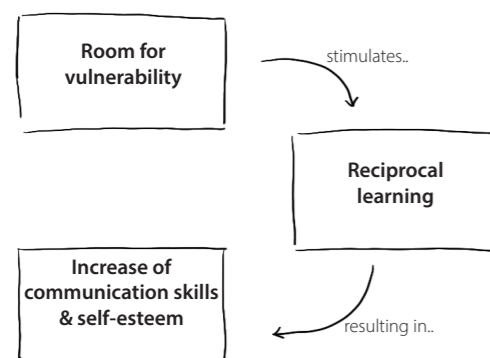 Room for
vulnerability
stimulates..
Reciprocal
learning
Increase of
communication skills
& self-esteem
resulting in..